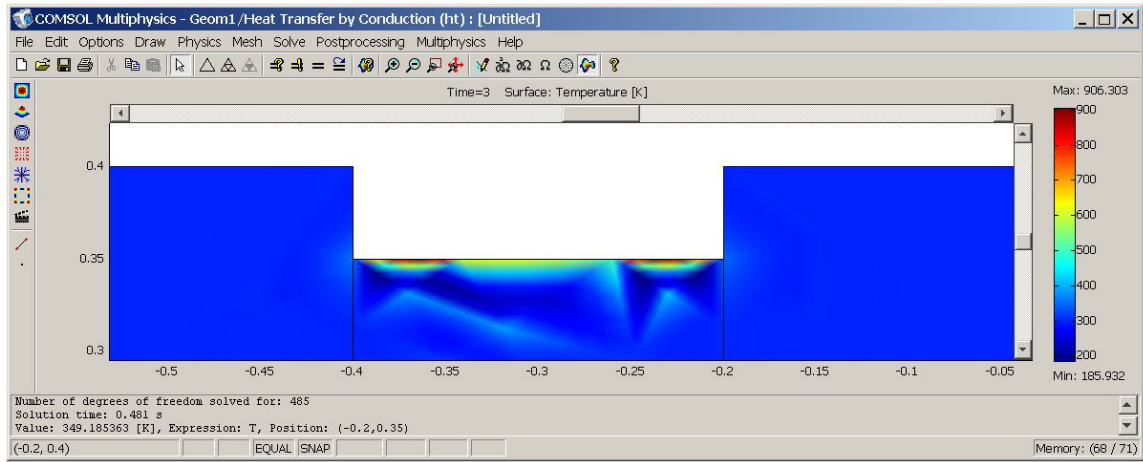 COMSOL Multiphysics - Geom1/Heat Transfer by Conduction (ht) : [Untitled]
File Edit Options Draw Physics Mesh Solve Postprocessing Multiphysics Help
Time=3 Surface: Temperature [K]
Max: 906.303
900
800
700
600
500
400
300
200
Min: 185.932
0.4
0.35
0.3
-0.5
-0.45
-0.4
-0.35
-0.3
-0.25
-0.2
-0.15
-0.1
-0.05
Number of degrees of freedom solved for: 485
Solution time: 0.481 s
Value: 349.185363 [K], Expression: T, Position: (-0.2,0.35)
(-0.2, 0.4) EQUAL SNAP Memory: (68 / 71)